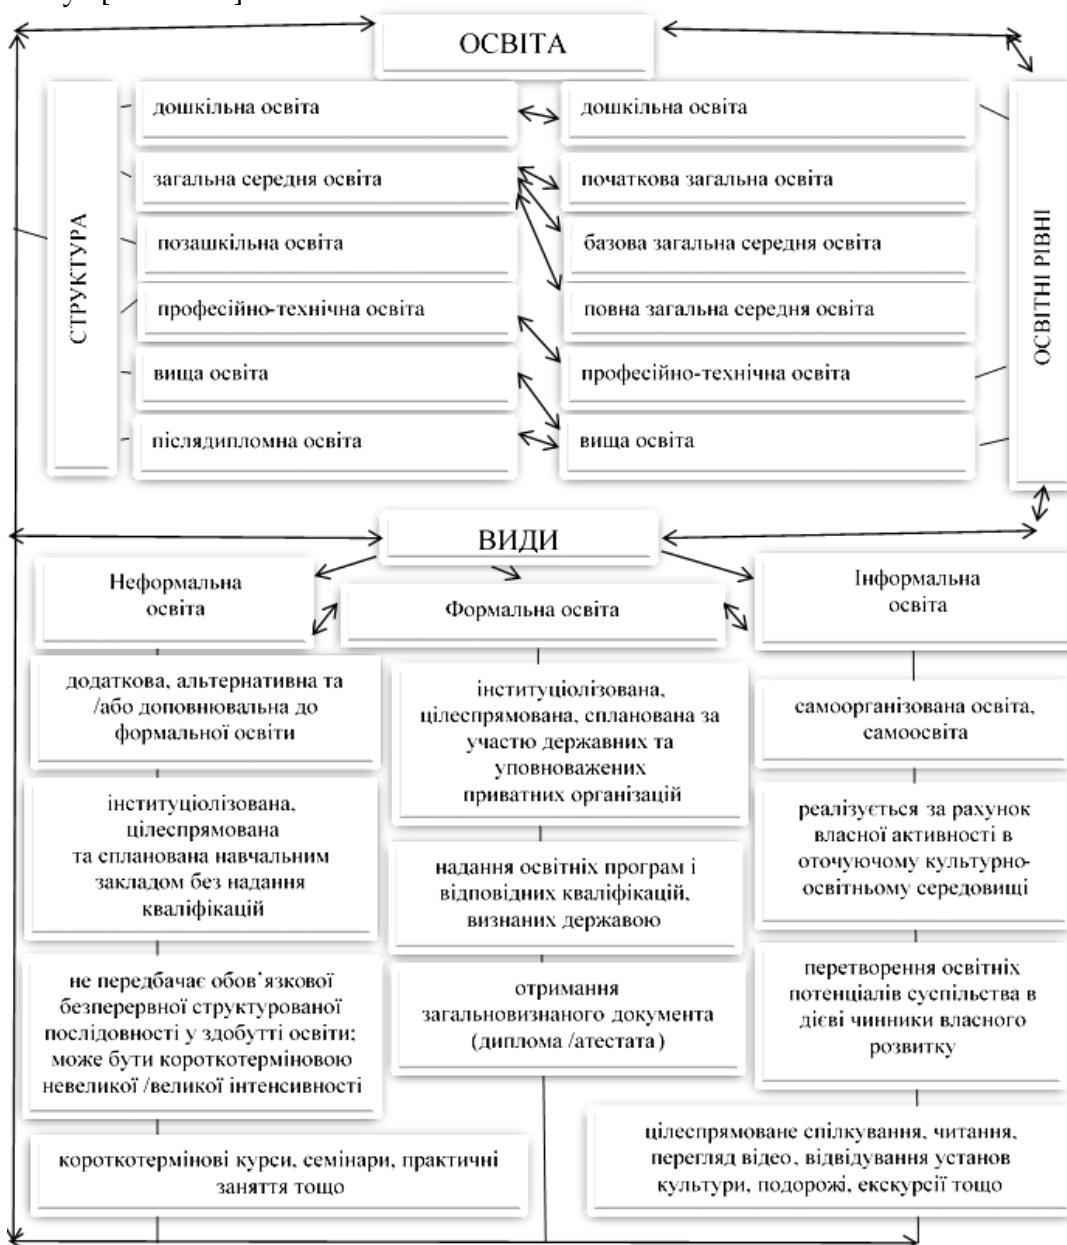 ОСВІТА
СТРУКТУРА
дошкільна освіта
загальна середня освіта
позашкільна освіта
професійно-технічна освіта
вища освіта
післядипломна освіта
дошкільна освіта
початкова загальна освіта
базова загальна середня освіта
повна загальна середня освіта
професійно-технічна освіта
вища освіта
ОСВІТНІ РІВНІ
ВИДИ
Неформальна
освіта
додаткова, альтернативна та
/або доповнювальна до
формальної освіти
інституціолізована,
цілеспрямована
та спланована навчальним
закладом без надання
кваліфікацій
не передбачає обов’язкової
безперервної структурованої
послідовності у здобутті освіти;
може бути короткотерміновою
невеликої /великої інтенсивності
короткотермінові курси, семінари, практичні
заняття тощо
Формальна освіта
інституціолізована,
цілеспрямована, спланована за
участю державних та
уповноважених
приватних організацій
надання освітніх програм і
відповідних кваліфікацій,
визнаних державою
отримання
загальновизнаного документа
(диплома /атестата)
Інформальна
освіта
самоорганізована освіта,
самоосвіта
реалізується за рахунок
власної активності в
оточуючому культурно-
освітньому середовищі
перетворення освітніх
потенціалів суспільства в
дієві чинники власного
розвитку
цілеспрямоване спілкування, читання,
перегляд відео, відвідування установ
культури, подорожі, екскурсії тощо